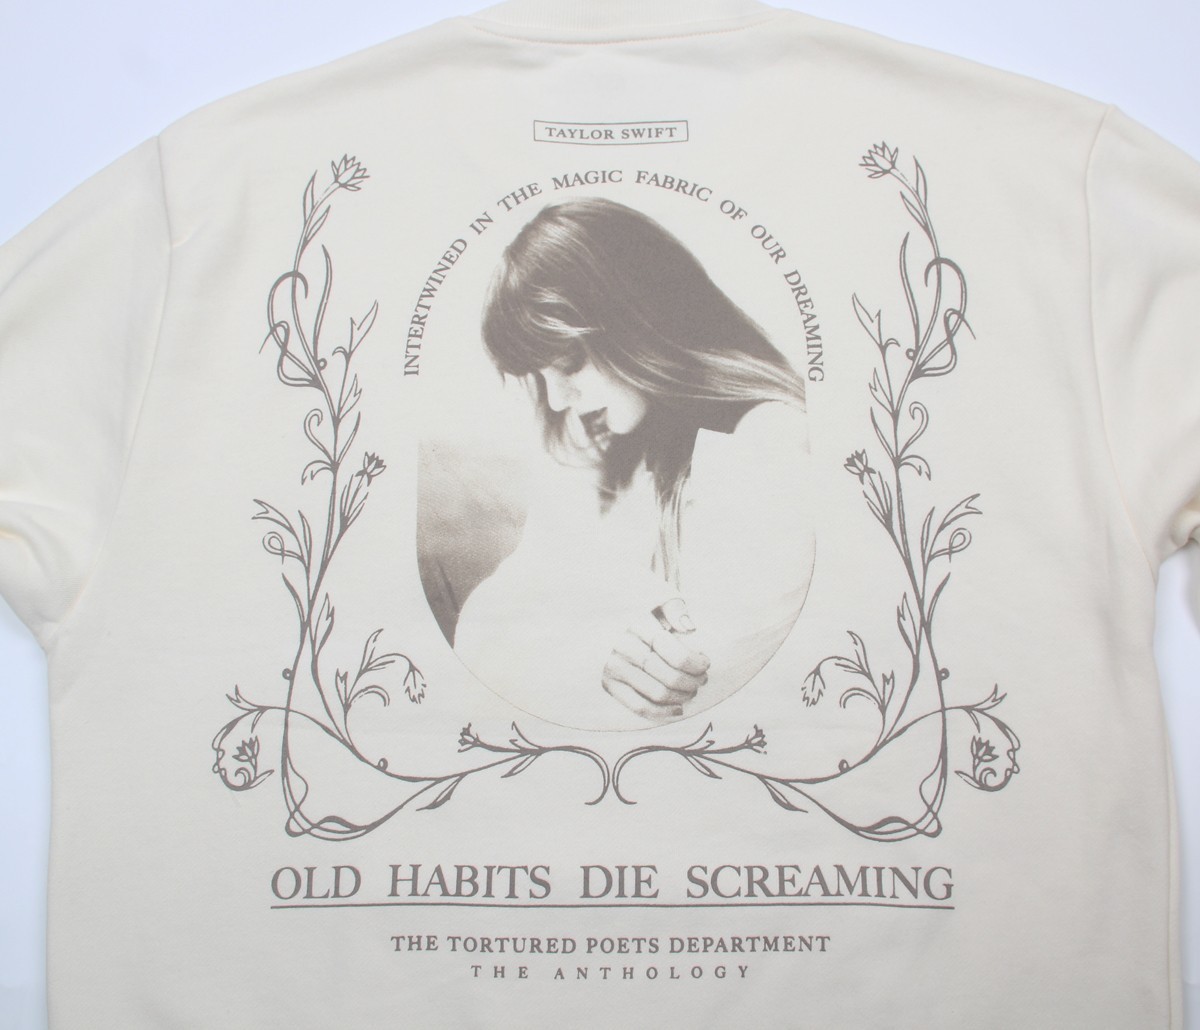 TAYLOR SWIFT
INTERTWINED IN THE MAGIC FABRIC OF OUR DREAMING
OLD HABITS DIE SCREAMING
THE TORTURED POETS DEPARTMENT
THE ANTHOLOGY